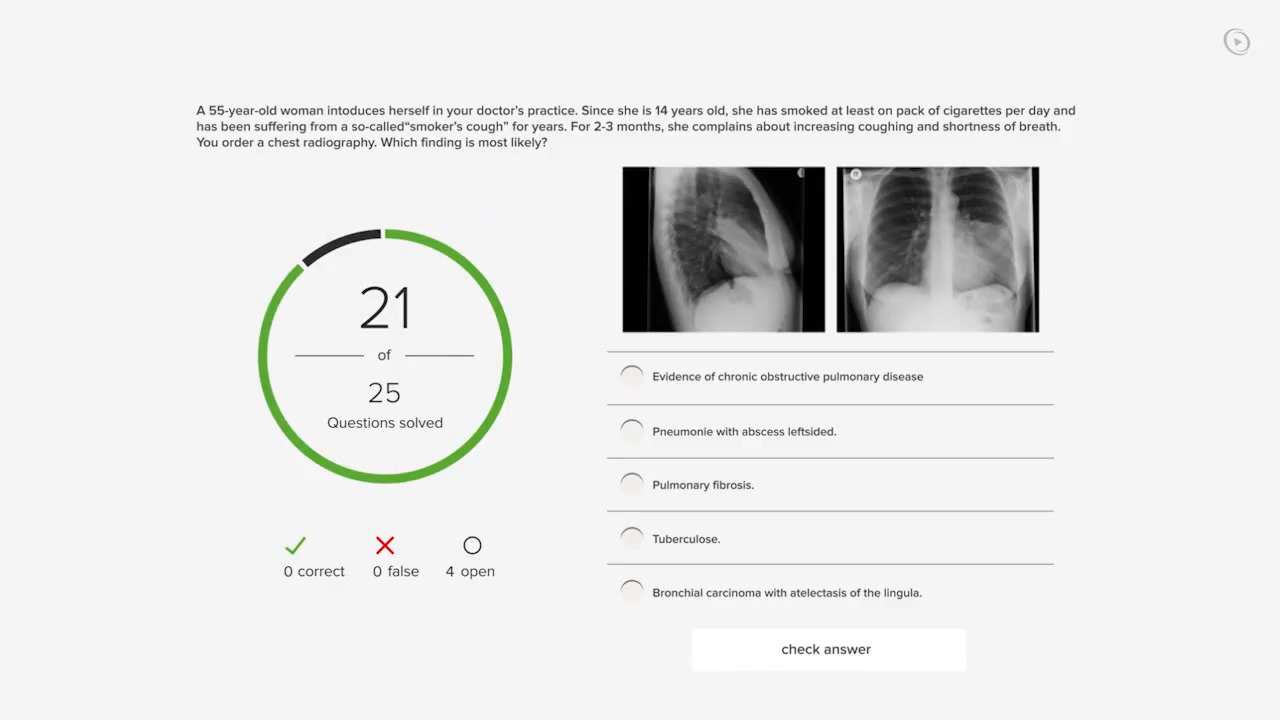 A 55-year-old woman intoduces herself in your doctor's practice. Since she is 14 years old, she has smoked at least on pack of cigarettes per day and
has been suffering from a so-called“smoker's cough” for years. For 2-3 months, she complains about increasing coughing and shortness of breath.
You order a chest radiography. Which finding is most likely?
21
of
25
Questions solved
0 correct
0 false
4 open
Evidence of chronic obstructive pulmonary disease
Pneumonie with abscess leftsided.
Pulmonary fibrosis.
Tuberculose.
Bronchial carcinoma with atelectasis of the lingula.
check answer